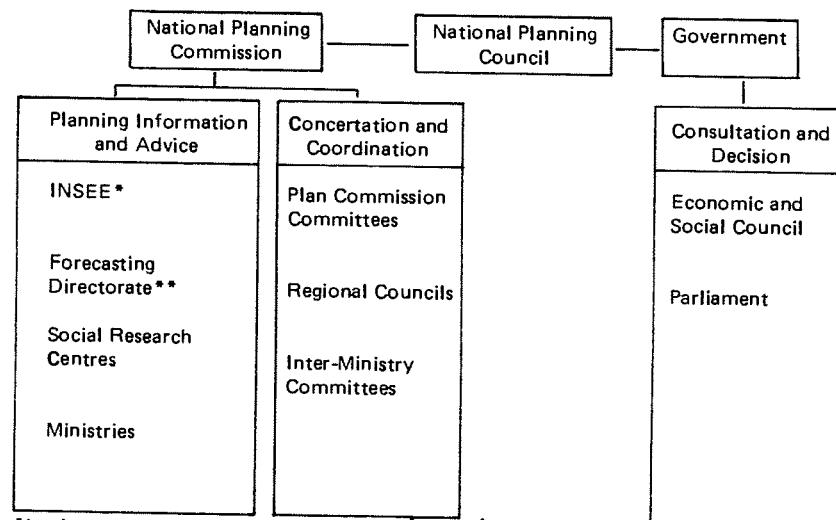 National Planning
Commission
National Planning
Council
Government
Planning Information
and Advice
INSEE*
Forecasting
Directorate**
Social Research
Centres
Ministries
Concertation and
Coordination
Plan Commission
Committees
Regional Councils
Inter-Ministry
Committees
Consultation and
Decision
Economic and
Social Council
Parliament